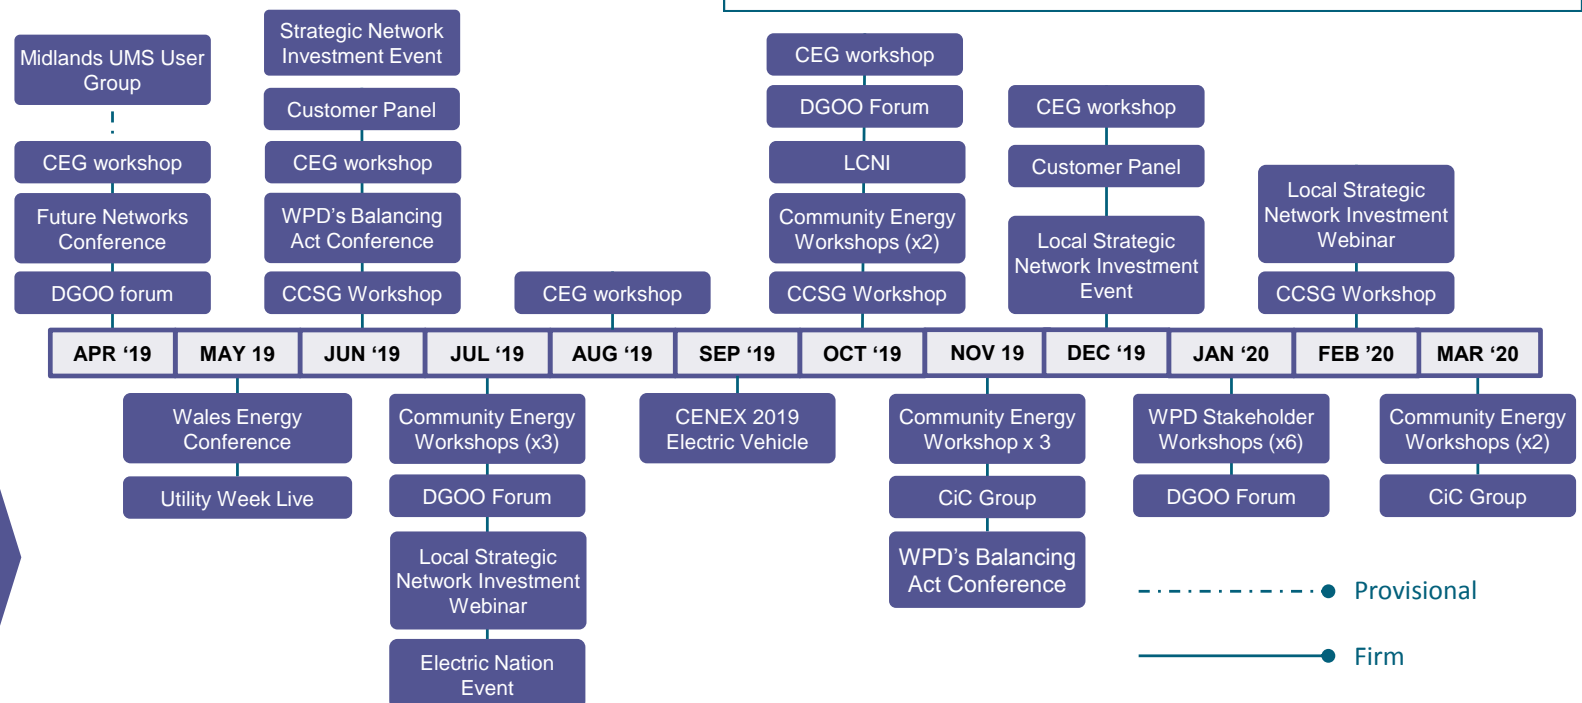 Midlands UMS User
Group
CEG workshop
Future Networks
Conference
DGOO forum
Strategic Network
Investment Event
Customer Panel
CEG workshop
WPD’s Balancing
Act Conference
CCSG Workshop
CEG workshop
CEG workshop
DGOO Forum
LCNI
Community Energy
Workshops (x2)
CCSG Workshop
CEG workshop
Customer Panel
Local Strategic
Network Investment
Event
Local Strategic
Network Investment
Webinar
CCSG Workshop
APR ‘19 MAY 19 JUN ‘19 JUL ‘19 AUG ‘19 SEP ‘19 OCT ‘19 NOV 19 DEC ‘19 JAN ‘20 FEB ‘20 MAR ‘20
Wales Energy
Conference
Utility Week Live
Community Energy
Workshops (x3)
DGOO Forum
Local Strategic
Network Investment
Webinar
Electric Nation
Event
CENEX 2019
Electric Vehicle
Community Energy
Workshop x 3
CiC Group
WPD’s Balancing
Act Conference
WPD Stakeholder
Workshops (x6)
DGOO Forum
Community Energy
Workshops (x2)
CiC Group
Provisional
Firm